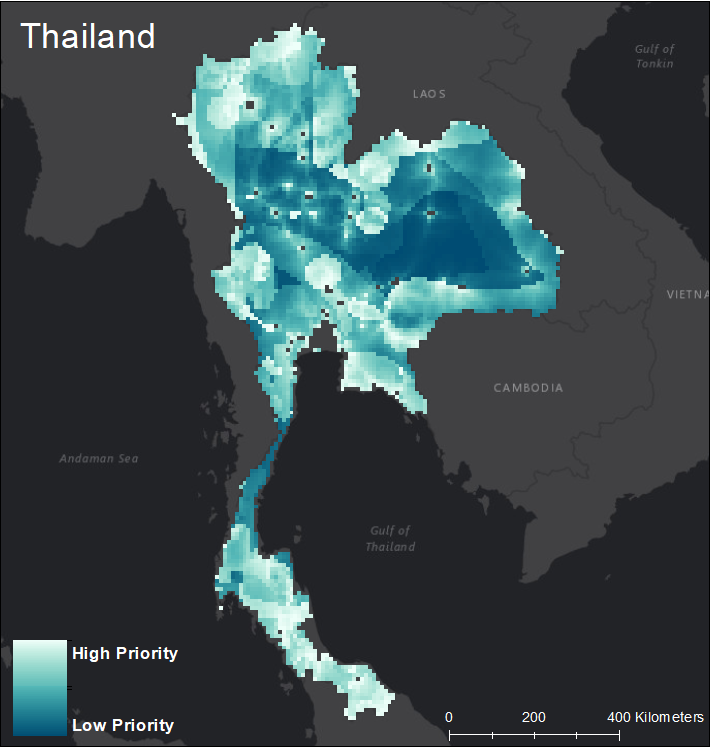 Thailand
Gulf of
Tonkin
LAOS
VIETNA
CAMBODIA
Andaman Sea
Gulf of
Thailand
High Priority
Low Priority
0 200 400 Kilometers